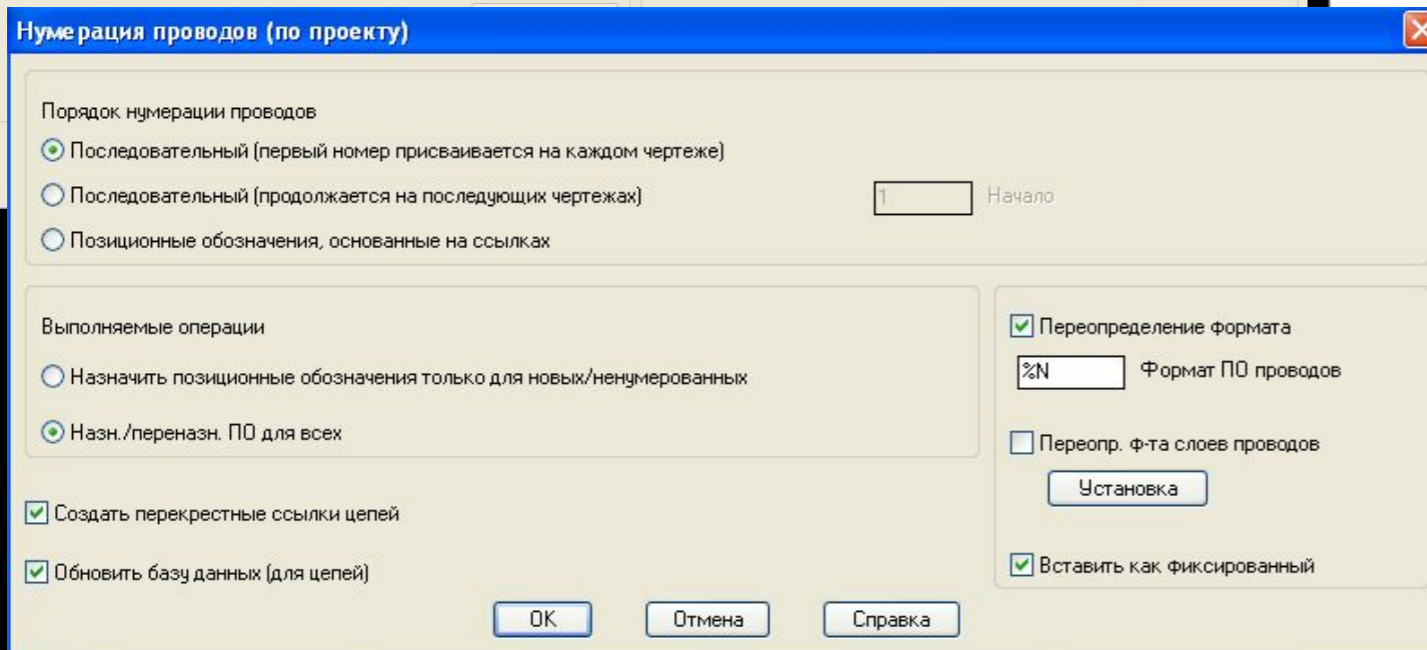 Нумерация проводов (по проекту)
Порядок нумерации проводов
Последовательный (первый номер присваивается на каждом чертеже)
Последовательный (продолжается на последующих чертежах)
1 Начало
Позиционные обозначения, основанные на ссылках
Выполняемые операции
Назначить позиционные обозначения только для новых/ненумерованных
Назн./переназн. ПО для всех
Переопределение формата
%N Формат ПО проводов
Переопр. ф-та слоев проводов
Установка
Вставить как фиксированный
Создать перекрестные ссылки цепей
Обновить базу данных (для цепей)
OK Отмена Справка